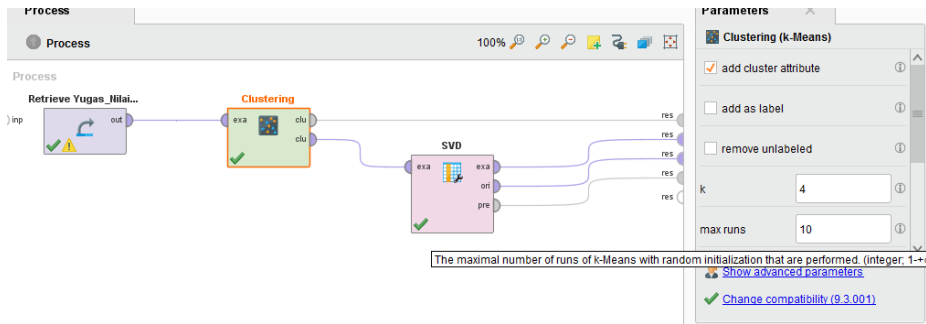 Process
Process
100%
Process
Retrieve Yugas_Nilai...
inp
out
Clustering
exa
clu
clu
SVD
exa
exa
ori
pre
res
res
res
res
res
Parameters
Clustering (k-Means)
add cluster attribute
add as label
remove unlabeled
k
4
max runs
10
The maximal number of runs of k-Means with random initialization that are performed. (integer; 1-+
Show advanced parameters
Change compatibility (9.3.001)